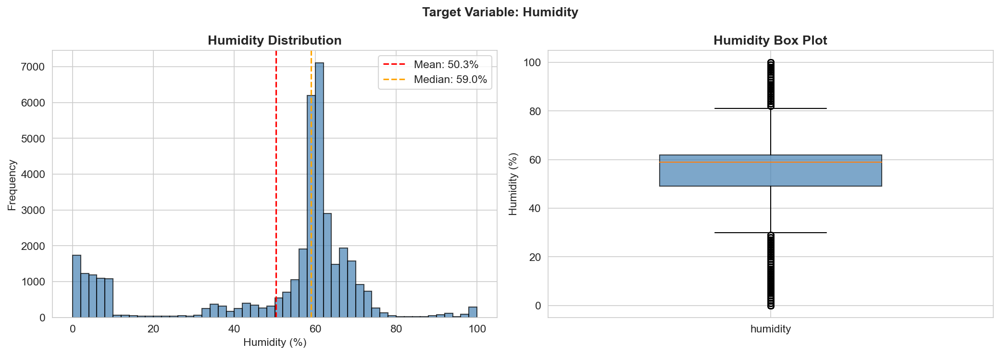 Target Variable: Humidity
Humidity Distribution
Mean: 50.3%
Median: 59.0%
Frequency
7000
6000
5000
4000
3000
2000
1000
0
0 20 40 60 80 100
Humidity (%)
Humidity Box Plot
Humidity (%)
100
80
60
40
20
0
humidity